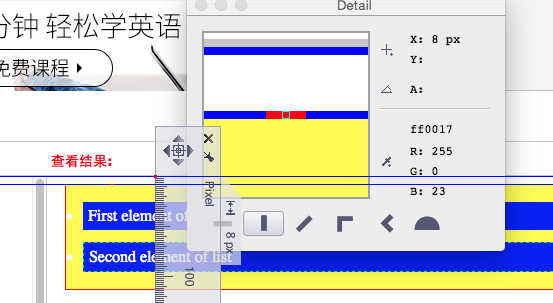 分钟 轻松学英语
免费课程
Detail
X: 8 px
Y:
A:
ff0017
R: 255
G: 0
B: 23
查看结果:
Pixel
8 px
100
First element of
Second element of list